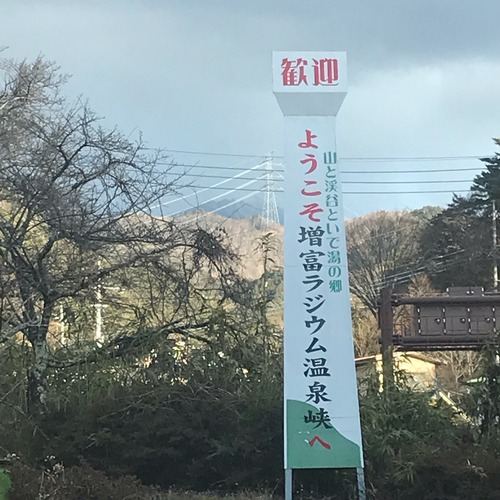 歓迎
山と渓谷といで湯の郷
ようこそ増富ラジウム温泉峡へ